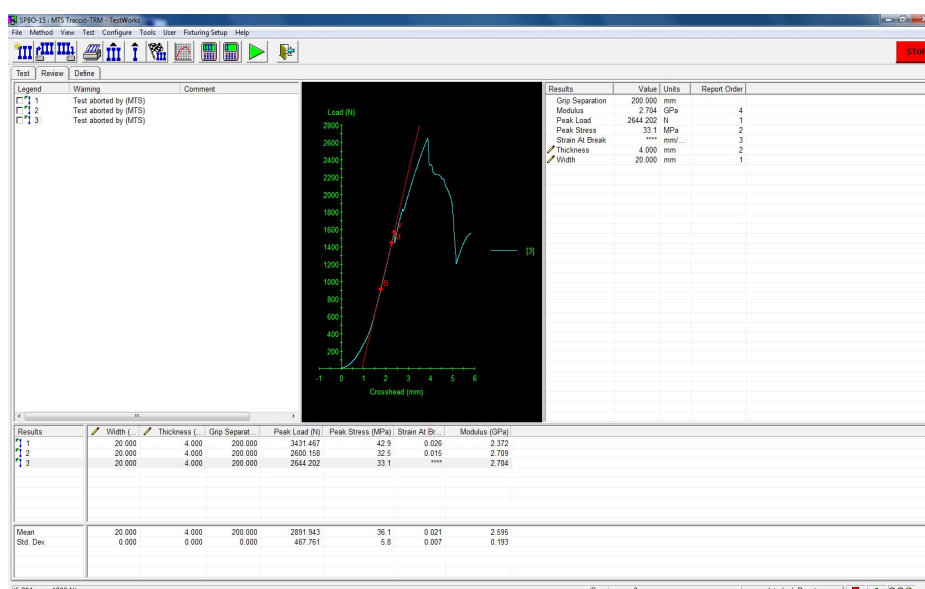 SPBO-15 : MTS Tracció-TRM - TestWorks
File Method View Test Configure Tools User Fixturing Setup Help
STOP
Test Review Define
Legend Warning Comment
1 Test aborted by (MTS)
2 Test aborted by (MTS)
3 Test aborted by (MTS)
Load (N)
2800
2600
2400
2200
2000
1800
1600
1400
1200
1000
800
600
400
200
-1 0 1 2 3 4 5 6
Crosshead (mm)
B
[3]
Results Value Units Report Order
Grip Separation 200.000 mm
Modulus 2.704 GPa 4
Peak Load 2644.202 N 1
Peak Stress 33.1 MPa 2
Strain At Break **** mm/... 3
Thickness 4.000 mm 2
Width 20.000 mm 1
Results Width (... Thickness (... Grip Separat... Peak Load (N) Peak Stress (MPa) Strain At Br... Modulus (GPa)
1 20.000 4.000 200.000 3431.467 42.9 0.026 2.372
2 20.000 4.000 200.000 2600.158 32.5 0.015 2.709
3 20.000 4.000 200.000 2644.202 33.1 **** 2.704
Mean 20.000 4.000 200.000 2891.943 36.1 0.021 2.595
Std. Dev. 0.000 0.000 0.000 467.761 5.8 0.007 0.193